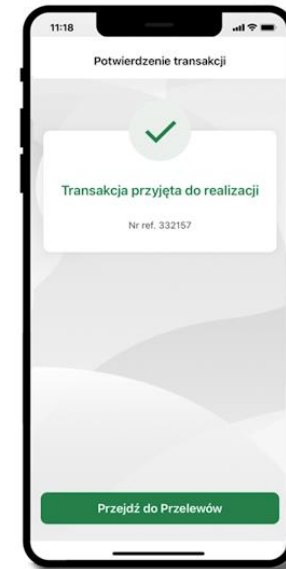 11:18
Potwierdzenie transakcji
Transakcja przyjęta do realizacji
Nr ref. 332157
Przejdź do Przelewów